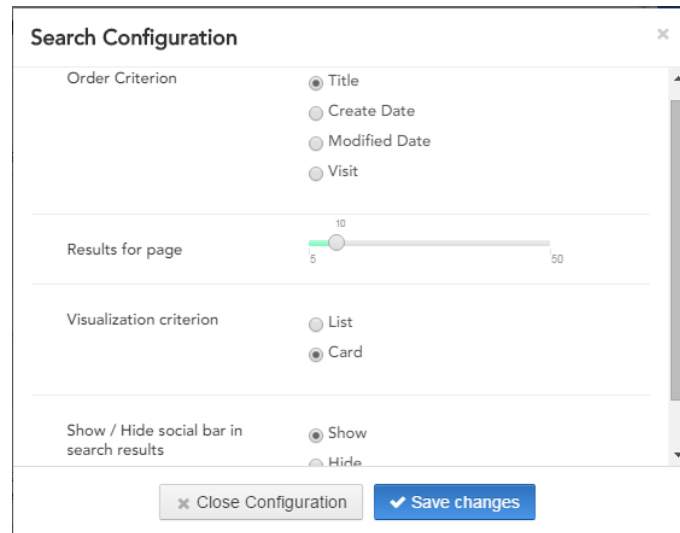 Search Configuration
×
Order Criterion
Title
Create Date
Modified Date
Visit
Results for page
10
5
50
Visualization criterion
List
Card
Show / Hide social bar in
search results
Show
Hide
Close Configuration
Save changes